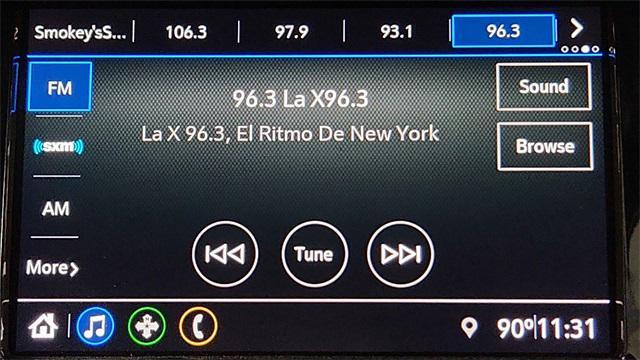 Smokey'sS... 106.3 97.9 93.1 96.3
FM
96.3 La X96.3
Sound
La X 96.3, El Ritmo De New York
sxm
Browse
AM
Tune
More
90° 11:31